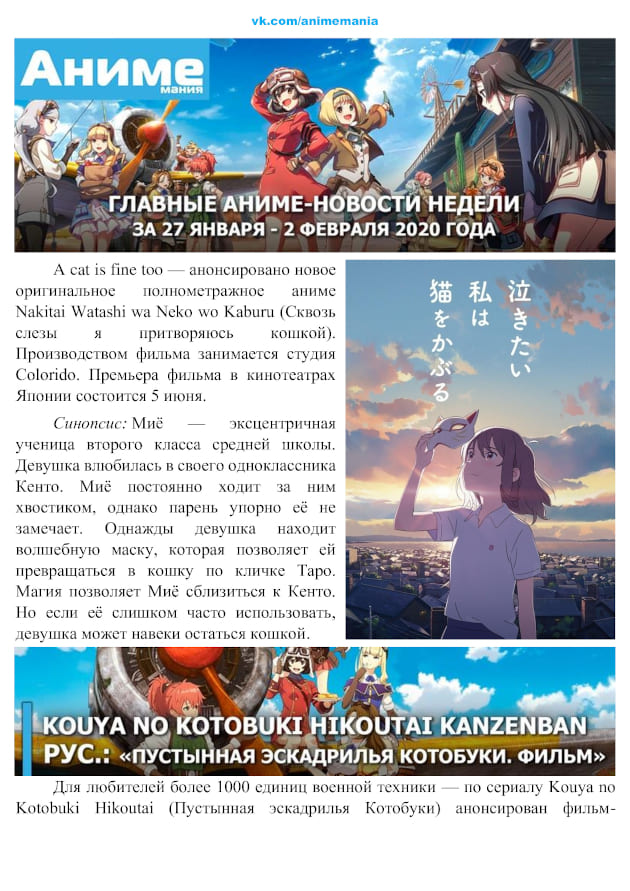 vk.com/animemania
Аниме
мания
ГЛАВНЫЕ АНИМЕ-НОВОСТИ НЕДЕЛИ
ЗА 27 ЯНВАРЯ - 2 ФЕВРАЛЯ 2020 ГОДА
A cat is fine too — анонсировано новое
оригинальное полнометражное аниме
Nakitai Watashi wa Neko wo Kaburu (Сквозь
слезы я притворяюсь кошкой).
Производством фильма занимается студия
Colorido. Премьера фильма в кинотеатрах
Японии состоится 5 июня.
Синопсис: Миё — эксцентричная
ученица второго класса средней школы.
Девушка влюбилась в своего одноклассника
Кенто. Миё постоянно ходит за ним
хвостиком, однако парень упорно её не
замечает. Однажды девушка находит
волшебную маску, которая позволяет ей
превращаться в кошку по кличке Таро.
Магия позволяет Миё сблизиться к Кенто.
Но если её слишком часто использовать,
девушка может навеки остаться кошкой.
泣きたい
私は
猫をかぶる
KOUYA NO KOTOBUKI HIKOUTAI KANZENBAN
РУС.: «ПУСТЫННАЯ ЭСКАДРИЛЬЯ КОТОБУКИ. ФИЛЬМ»
Для любителей более 1000 единиц военной техники — по сериалу Kouya no
Kotobuki Hikoutai (Пустынная эскадрилья Котобуки) анонсирован фильм-